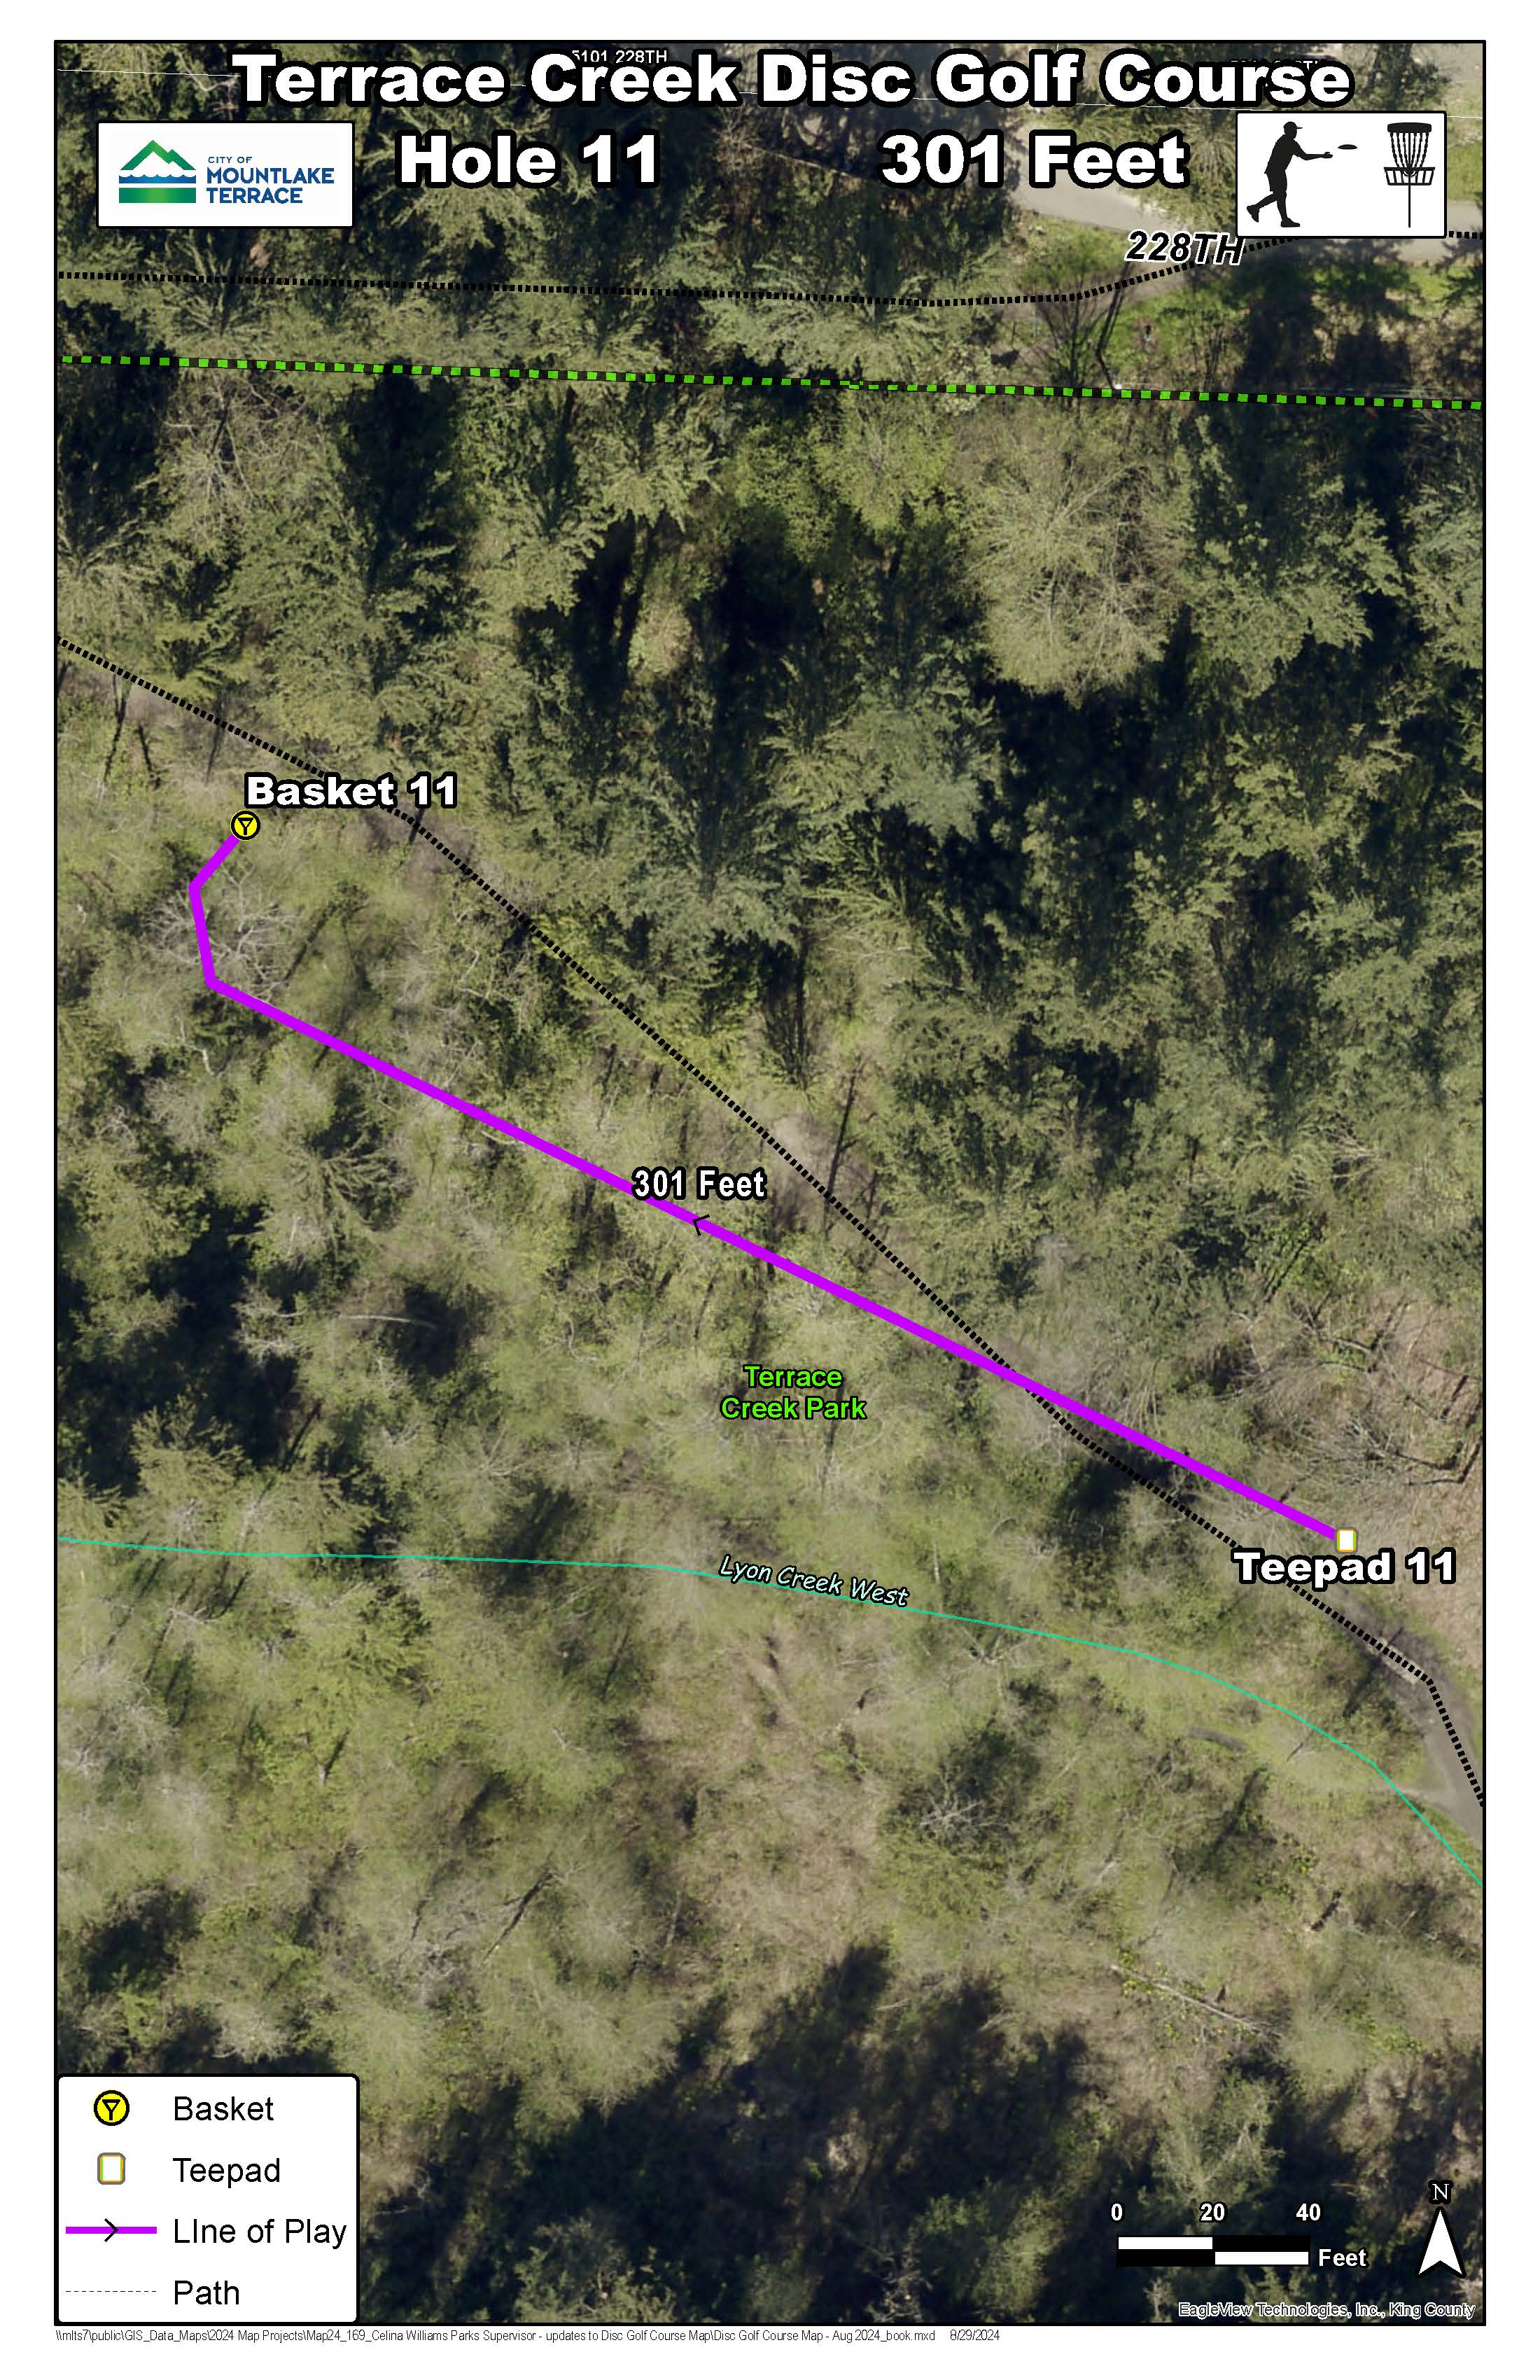 5101 228TH
Terrace Creek Disc Golf Course
CITY OF
MOUNTLAKE
TERRACE
Hole 11
301 Feet
228TH
Basket 11
301 Feet
Terrace
Creek Park
Lyon Creek West
Teepad 11
Basket
Teepad
LIne of Play
Path
0 20 40
Feet
N
EagleView Technologies, Inc., King County
\\mlts7\public\GIS_Data_Maps\2024 Map Projects\Map24_169_Celina Williams Parks Supervisor - updates to Disc Golf Course Map\Disc Golf Course Map - Aug 2024_book.mxd 8/29/2024